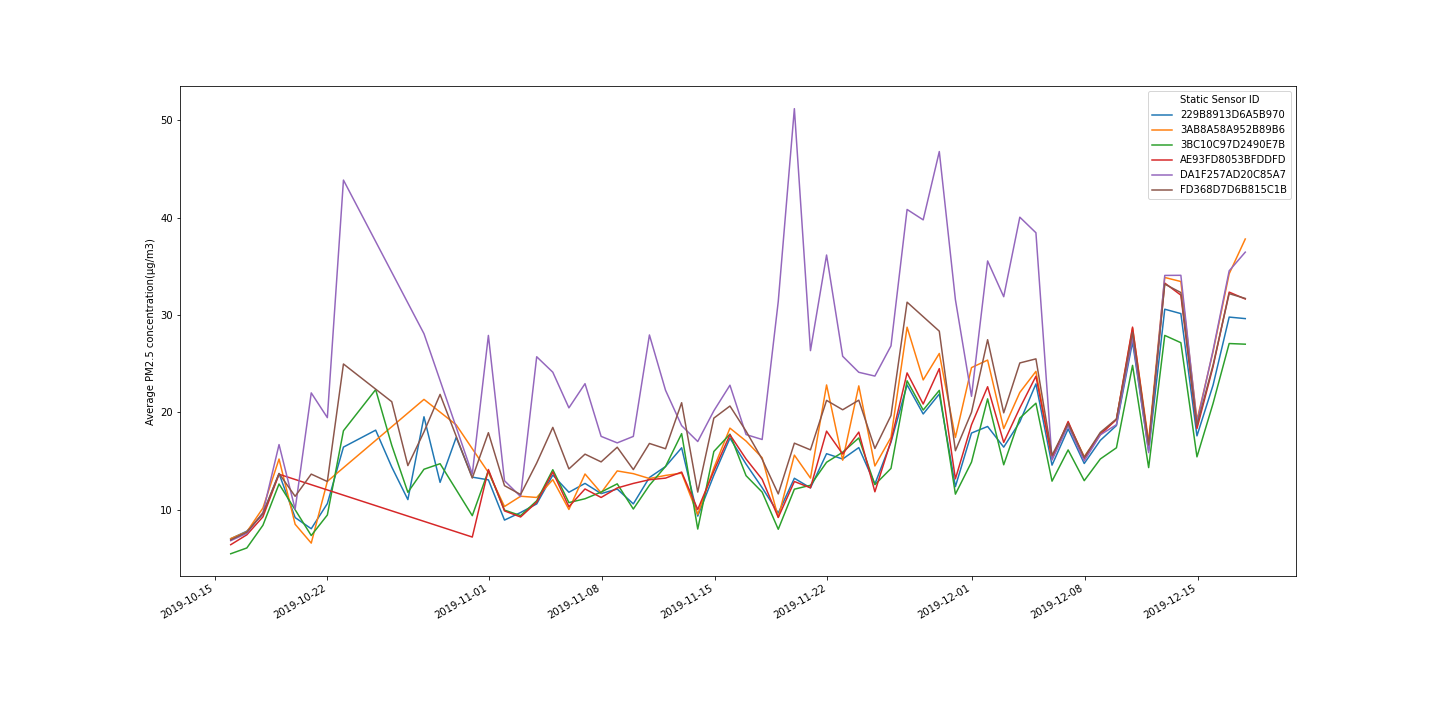 Static Sensor ID
229B8913D6A5B970
3AB8A58A952B89B6
3BC10C97D2490E7B
AE93FD8053BFDDFD
DA1F257AD20C85A7
FD368D7D6B815C1B
Average PM2.5 concentration(µg/m3)
50
40
30
20
10
2019-10-15
2019-10-22
2019-11-01
2019-11-08
2019-11-15
2019-11-22
2019-12-01
2019-12-08
2019-12-15